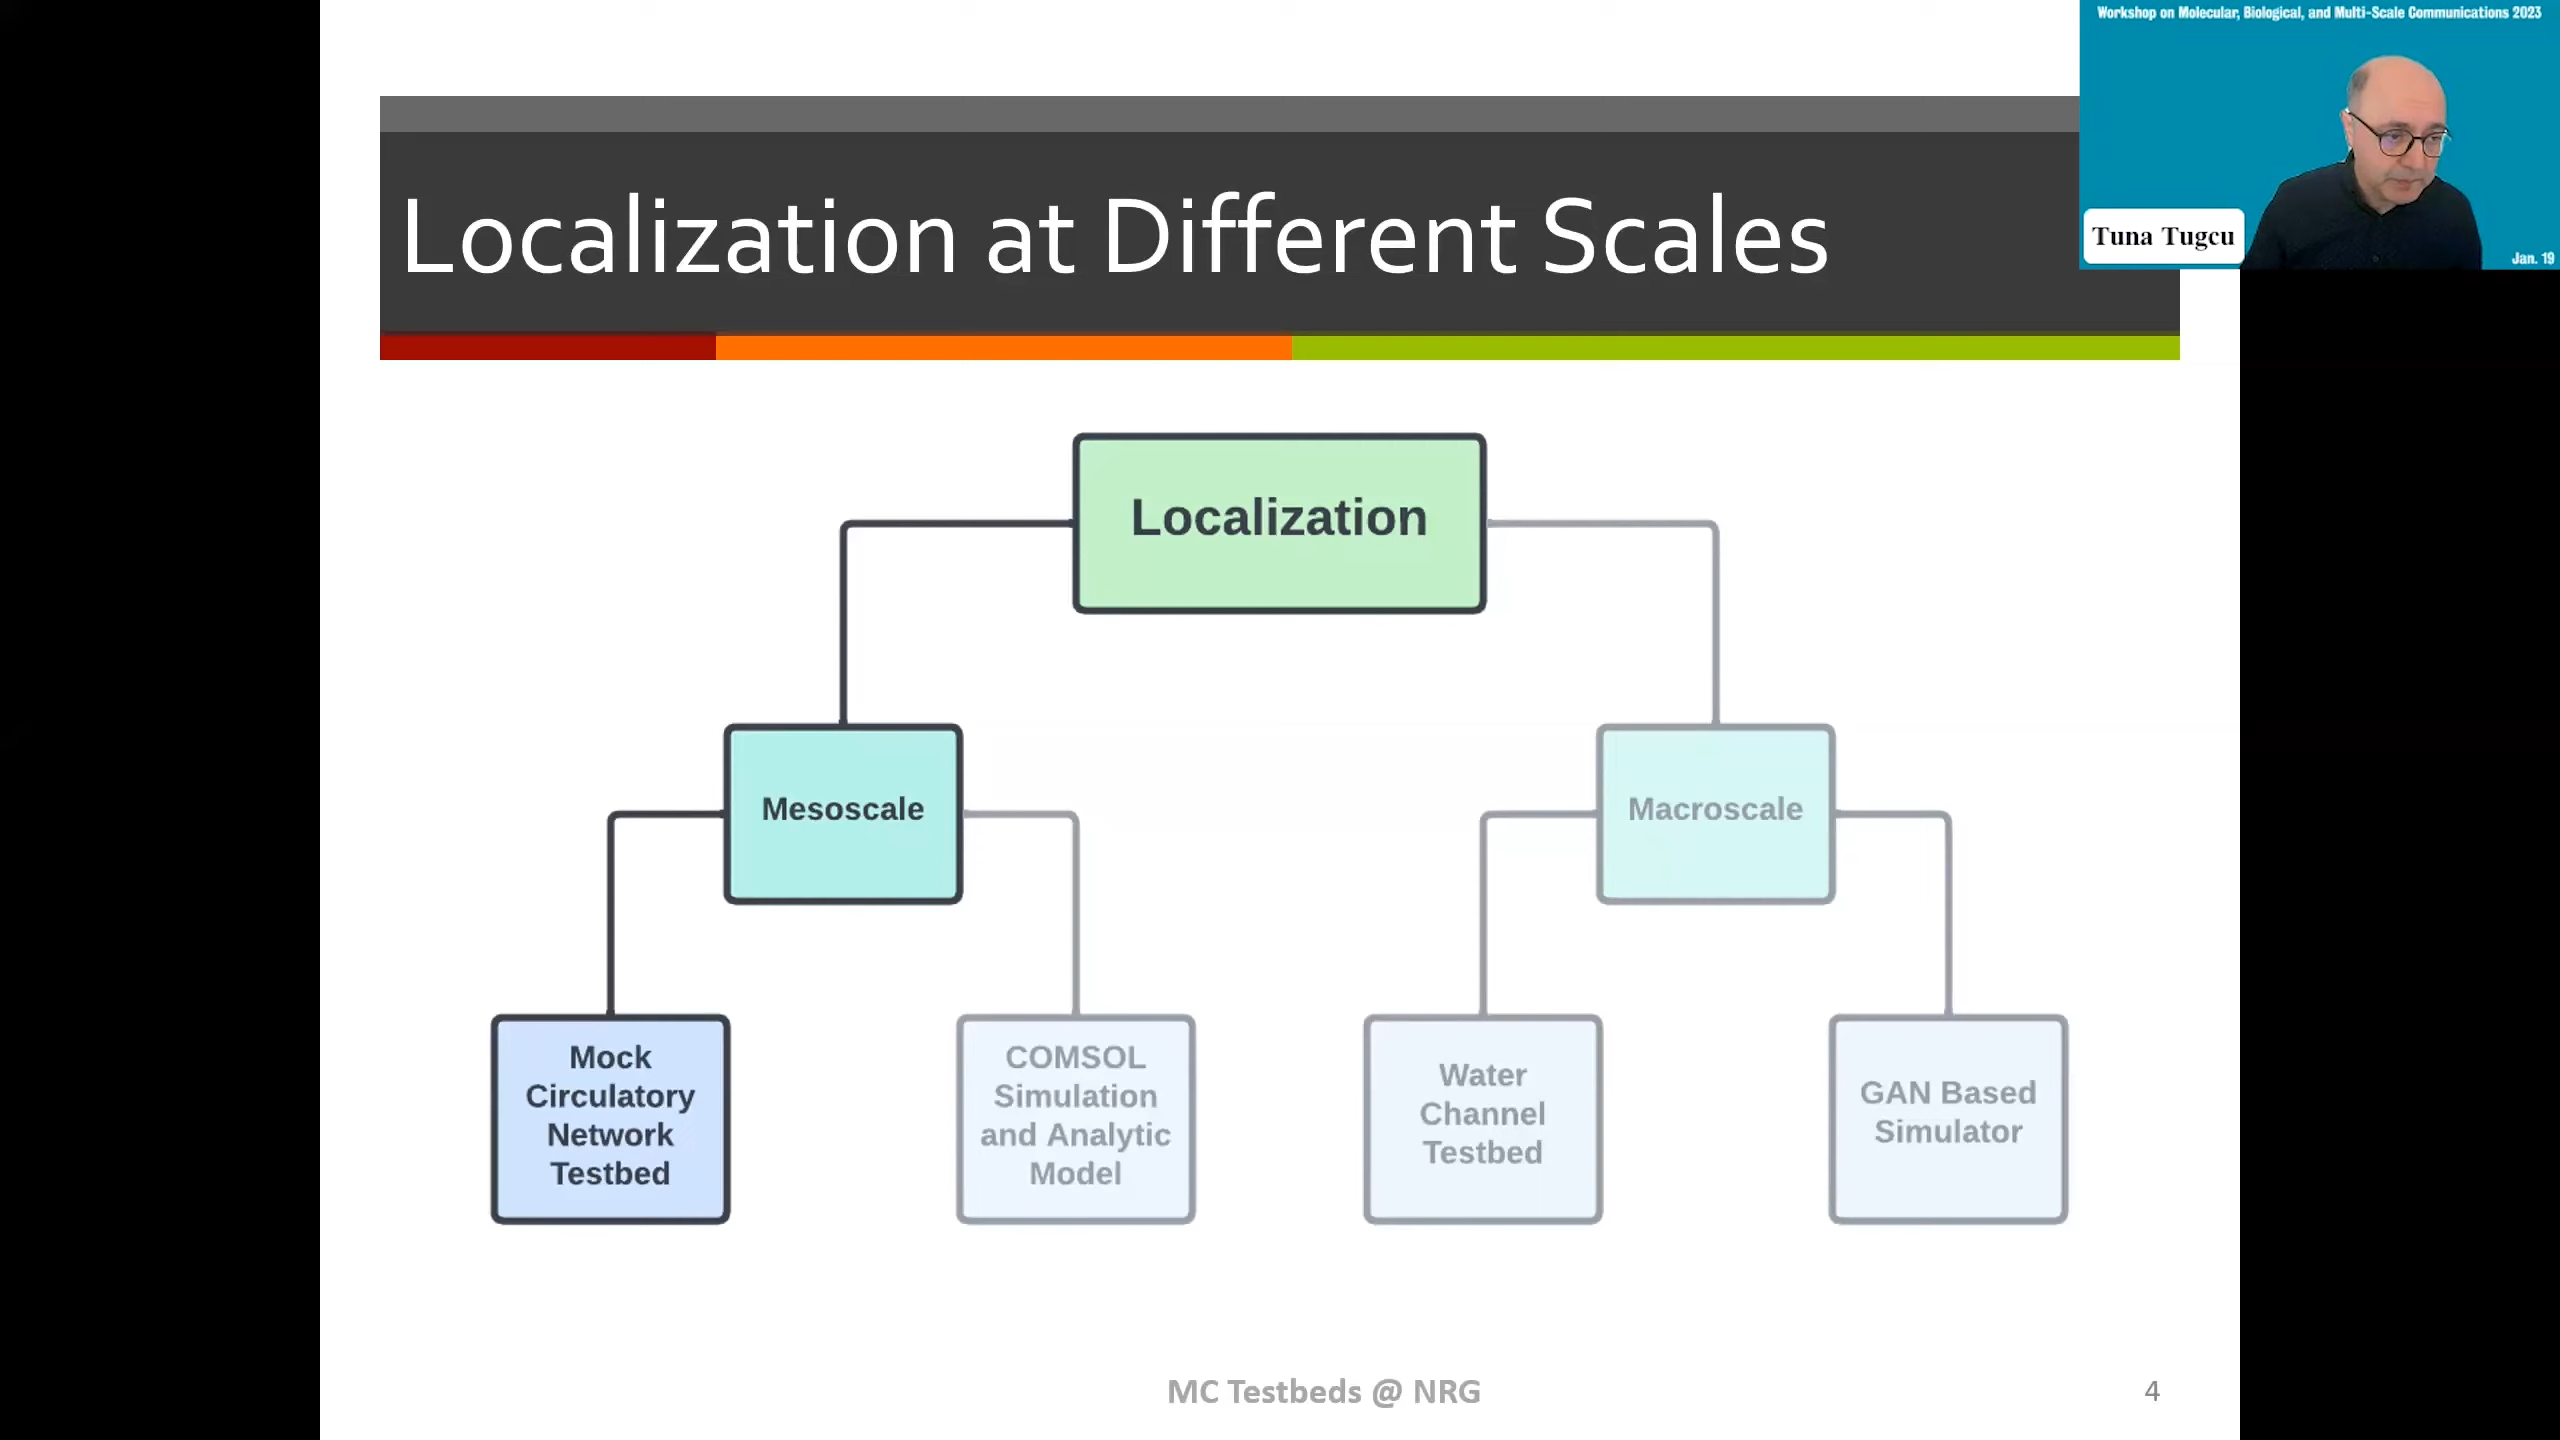 Workshop on Molecular, Biological, and Multi-Scale Communications 2023
Localization at Different Scales
Tuna Tugcu
Jan. 19
Localization
Mesoscale
Macroscale
Mock
Circulatory
Network
Testbed
COMSOL
Simulation
and Analytic
Model
Water
Channel
Testbed
GAN Based
Simulator
MC Testbeds @ NRG
4